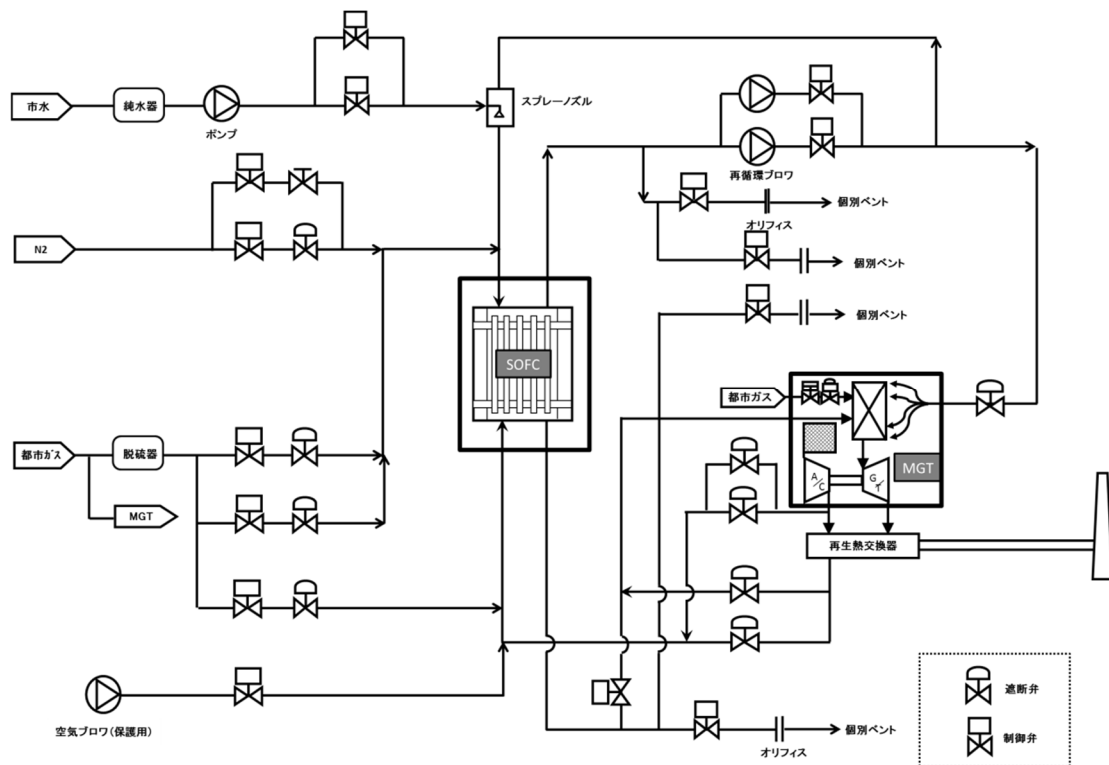 市水
純水器
ポンプ
スプレーノズル
再循環ブロワ
個別ベント
オリフィス
N2
個別ベント
個別ベント
SOFC
都市ガス
MGT
A/C
G/T
都市ガス
脱硫器
MGT
再生熱交換器
空気ブロワ(保護用)
個別ベント
オリフィス
遮断弁
制御弁